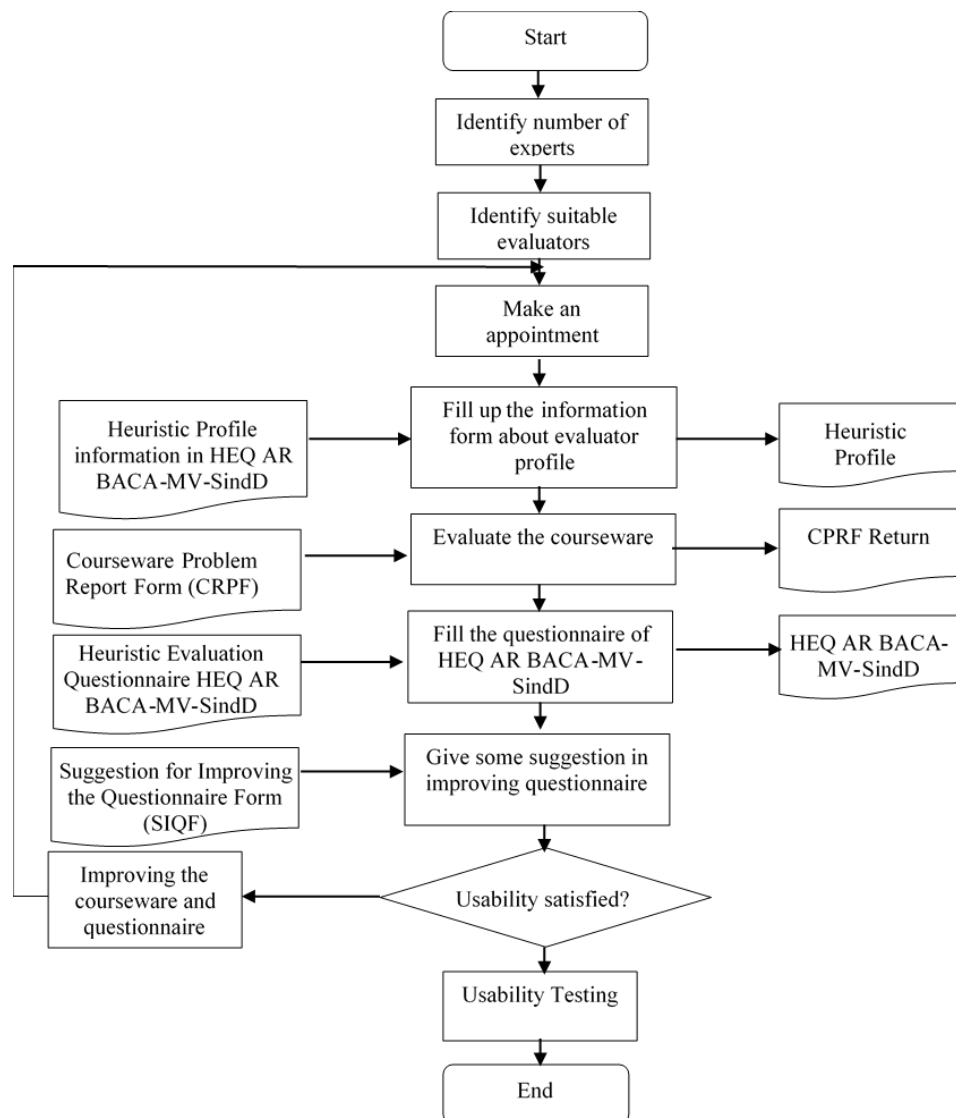 Start
Identify number of
experts
Identify suitable
evaluators
Make an
appointment
Heuristic Profile
information in HEQ AR
BACA-MV-SindD
Fill up the information
form about evaluator
profile
Heuristic
Profile
Courseware Problem
Report Form (CRPF)
Evaluate the courseware
CPRF Return
Heuristic Evaluation
Questionnaire HEQ AR
BACA-MV-SindD
Fill the questionnaire of
HEQ AR BACA-MV-
SindD
HEQ AR BACA-
MV-SindD
Suggestion for Improving
the Questionnaire Form
(SIQF)
Give some suggestion in
improving questionnaire
Improving the
courseware and
questionnaire
Usability satisfied?
Usability Testing
End